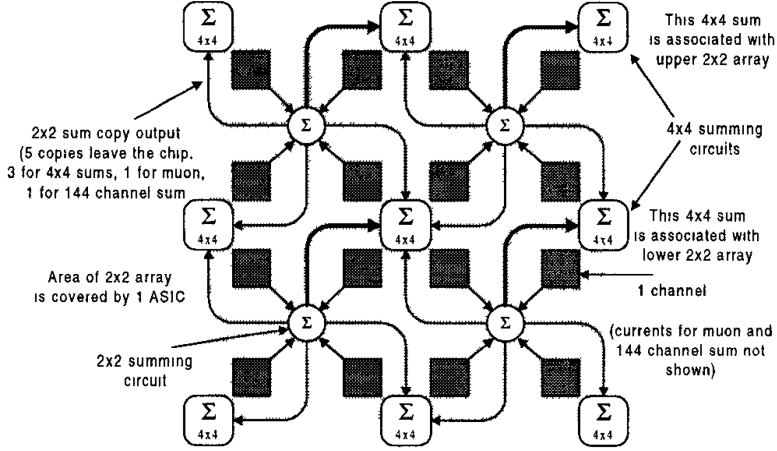 Σ
4x4
Σ
4x4
Σ
4x4
This 4x4 sum
is associated with
upper 2x2 array
Σ
Σ
2x2 sum copy output
(5 copies leave the chip.
3 for 4x4 sums, 1 for muon,
1 for 144 channel sum
4x4 summing
circuits
Σ
4x4
Σ
4x4
Σ
4x4
This 4x4 sum
is associated with
lower 2x2 array
Area of 2x2 array
is covered by 1 ASIC
1 channel
Σ
Σ
2x2 summing
circuit
(currents for muon and
144 channel sum not
shown)
Σ
4x4
Σ
4x4
Σ
4x4